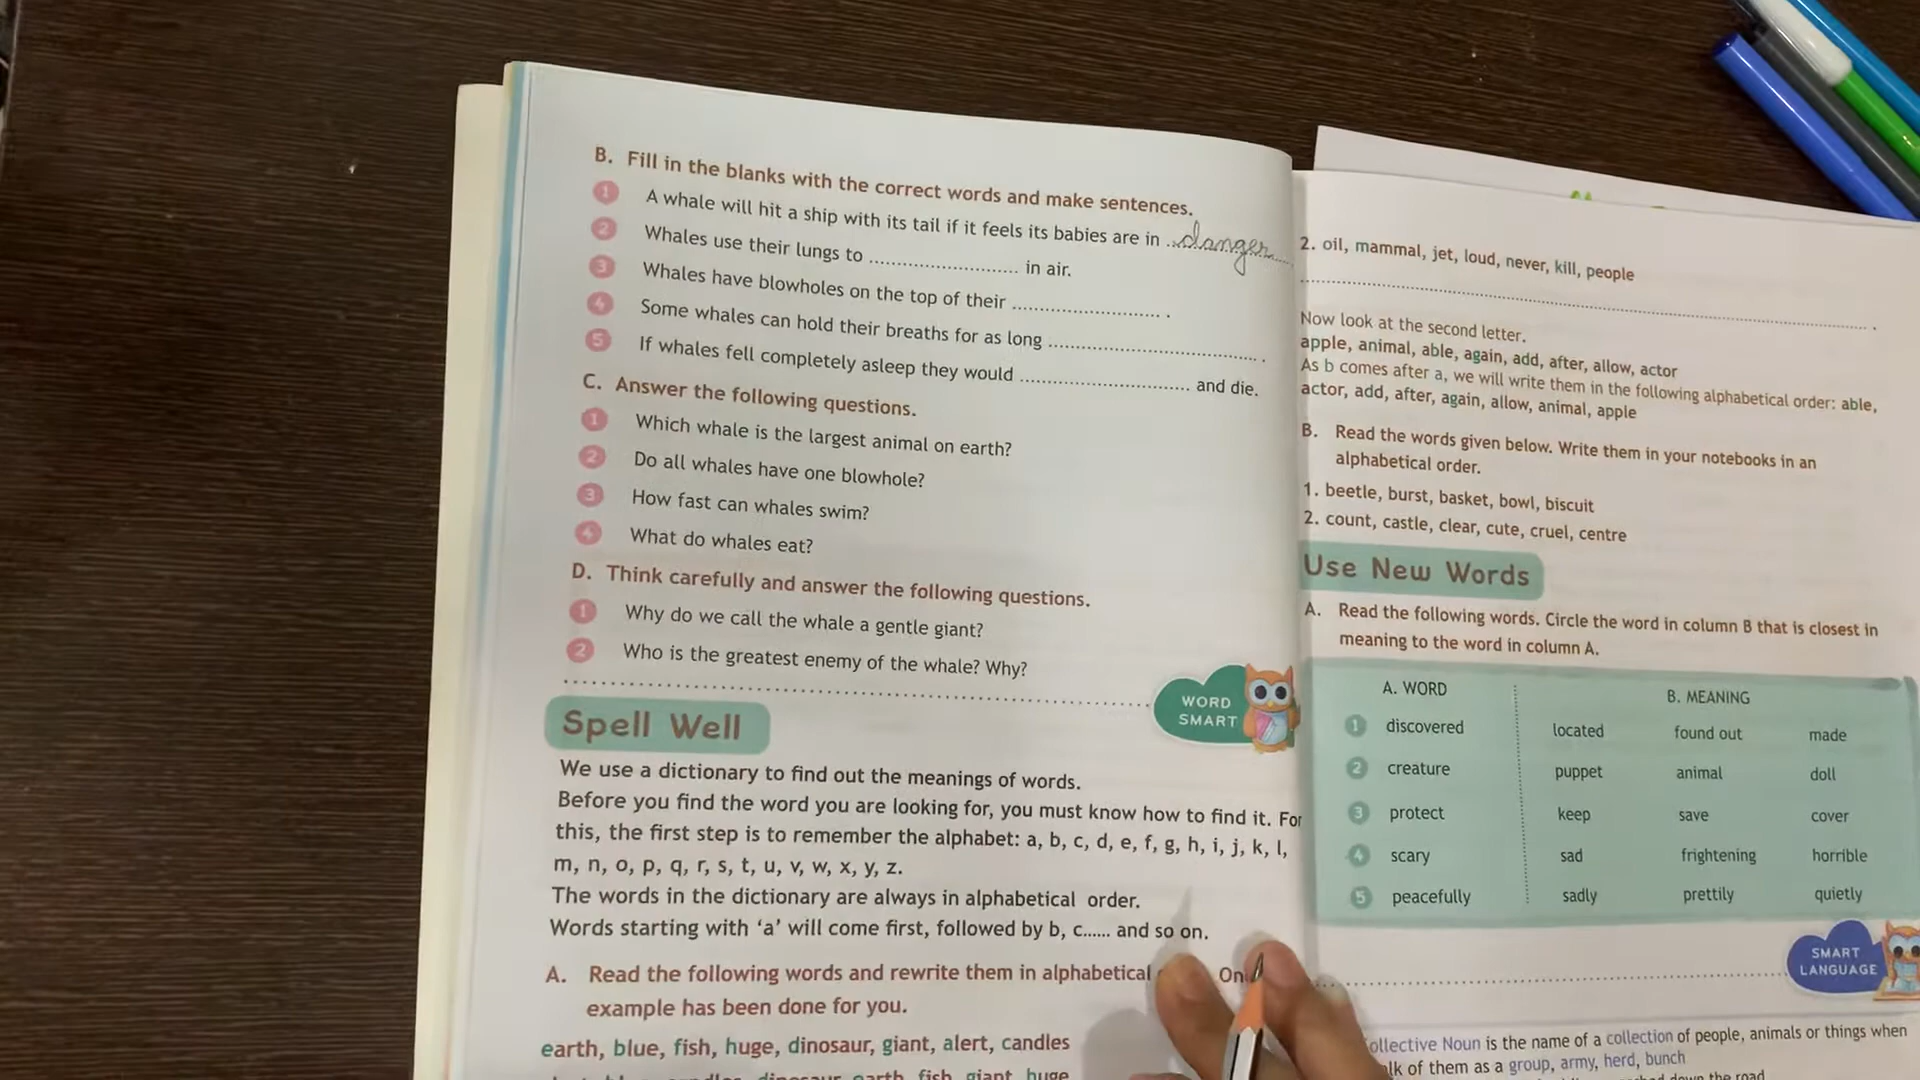 B. Fill in the blanks with the correct words and make sentences.
1 A whale will hit a ship with its tail if it feels its babies are in danger
2 Whales use their lungs to .......................... in air.
3 Whales have blowholes on the top of their .......................... .
4 Some whales can hold their breaths for as long ..................................... .
5 If whales fell completely asleep they would .............................. and die.
C. Answer the following questions.
1 Which whale is the largest animal on earth?
2 Do all whales have one blowhole?
3 How fast can whales swim?
4 What do whales eat?
D. Think carefully and answer the following questions.
1 Why do we call the whale a gentle giant?
2 Who is the greatest enemy of the whale? Why?
WORD
SMART
Spell Well
We use a dictionary to find out the meanings of words.
Before you find the word you are looking for, you must know how to find it. For
this, the first step is to remember the alphabet: a, b, c, d, e, f, g, h, i, j, k, l,
m, n, o, p, q, r, s, t, u, v, w, x, y, z.
The words in the dictionary are always in alphabetical order.
Words starting with ‘a’ will come first, followed by b, c...... and so on.
A. Read the following words and rewrite them in alphabetical
example has been done for you.
earth, blue, fish, huge, dinosaur, giant, alert, candles
dinosaur, earth, fish, giant, huge
2. oil, mammal, jet, loud, never, kill, people
Now look at the second letter.
apple, animal, able, again, add, after, allow, actor
As b comes after a, we will write them in the following alphabetical order: able,
actor, add, after, again, allow, animal, apple
B. Read the words given below. Write them in your notebooks in an
alphabetical order.
1. beetle, burst, basket, bowl, biscuit
2. count, castle, clear, cute, cruel, centre
Use New Words
A. Read the following words. Circle the word in column B that is closest in
meaning to the word in column A.
A. WORD B. MEANING
1 discovered located found out made
2 creature puppet animal doll
3 protect keep save cover
4 scary sad frightening horrible
5 peacefully sadly prettily quietly
SMART
LANGUAGE
ollective Noun is the name of a collection of people, animals or things when
of them as a group, army, herd, bunch
down the road